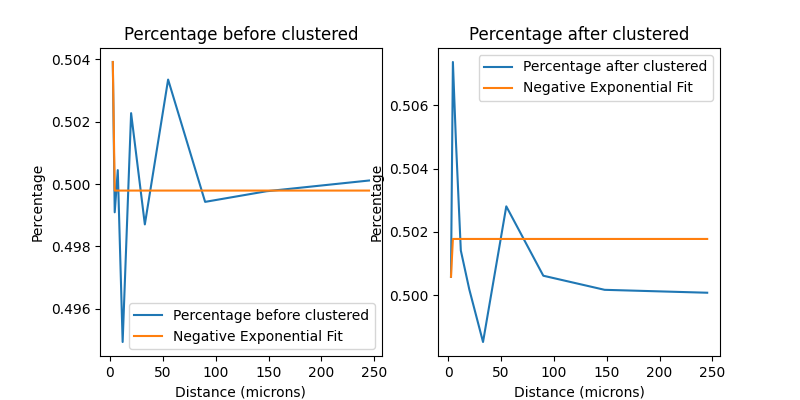 Percentage before clustered
Percentage
0.504
0.502
0.500
0.498
0.496
Percentage before clustered
Negative Exponential Fit
0
50
100
150
200
250
Distance (microns)
Percentage after clustered
Percentage
0.506
0.504
0.502
0.500
Percentage after clustered
Negative Exponential Fit
0
50
100
150
200
250
Distance (microns)